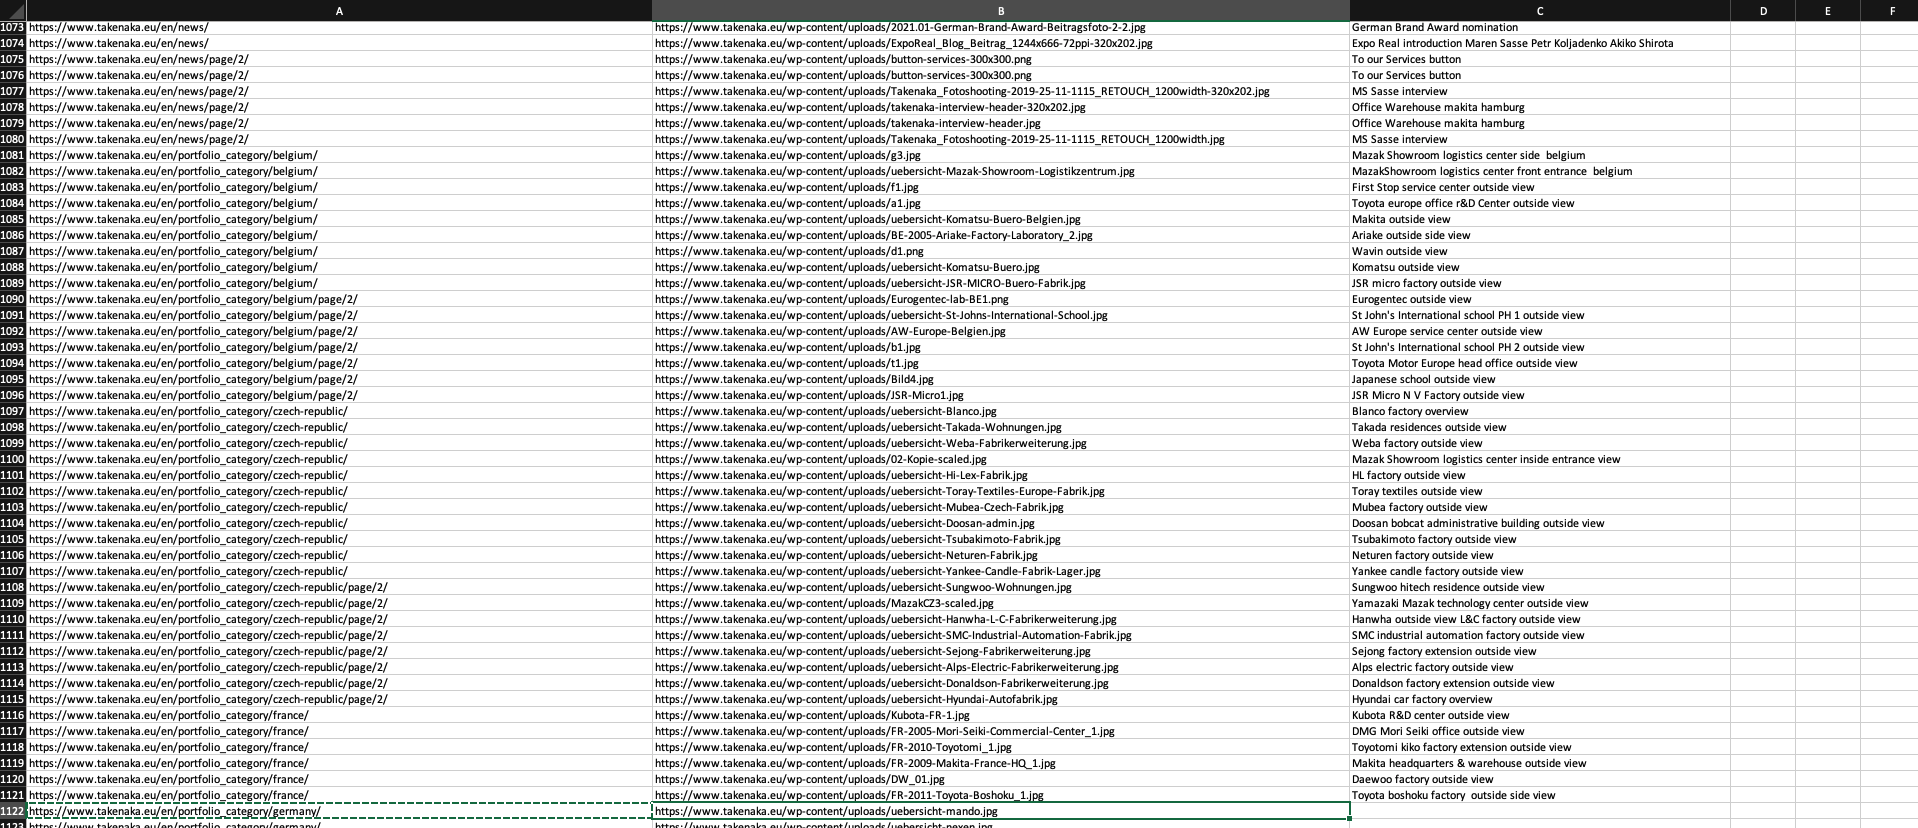 A B C D E F
1073 https://www.takenaka.eu/en/news/ https://www.takenaka.eu/wp-content/uploads/2021.01-German-Brand-Award-Beitragsfoto-2-2.jpg German Brand Award nomination
1074 https://www.takenaka.eu/en/news/ https://www.takenaka.eu/wp-content/uploads/ExpoReal_Blog_Beitrag_1244x666-72ppi-320x202.jpg Expo Real introduction Maren Sasse Petr Koljadenko Akiko Shirota
1075 https://www.takenaka.eu/en/news/page/2/ https://www.takenaka.eu/wp-content/uploads/button-services-300x300.png To our Services button
1076 https://www.takenaka.eu/en/news/page/2/ https://www.takenaka.eu/wp-content/uploads/button-services-300x300.png To our Services button
1077 https://www.takenaka.eu/en/news/page/2/ https://www.takenaka.eu/wp-content/uploads/Takenaka_Fotoshooting-2019-25-11-1115_RETOUCH_1200width-320x202.jpg MS Sasse interview
1078 https://www.takenaka.eu/en/news/page/2/ https://www.takenaka.eu/wp-content/uploads/takenaka-interview-header-320x202.jpg Office Warehouse makita hamburg
1079 https://www.takenaka.eu/en/news/page/2/ https://www.takenaka.eu/wp-content/uploads/takenaka-interview-header.jpg Office Warehouse makita hamburg
1080 https://www.takenaka.eu/en/news/page/2/ https://www.takenaka.eu/wp-content/uploads/Takenaka_Fotoshooting-2019-25-11-1115_RETOUCH_1200width.jpg MS Sasse interview
1081 https://www.takenaka.eu/en/portfolio_category/belgium/ https://www.takenaka.eu/wp-content/uploads/g3.jpg Mazak Showroom logistics center side  belgium
1082 https://www.takenaka.eu/en/portfolio_category/belgium/ https://www.takenaka.eu/wp-content/uploads/uebersicht-Mazak-Showroom-Logistikzentrum.jpg MazakShowroom logistics center front entrance  belgium
1083 https://www.takenaka.eu/en/portfolio_category/belgium/ https://www.takenaka.eu/wp-content/uploads/f1.jpg First Stop service center outside view
1084 https://www.takenaka.eu/en/portfolio_category/belgium/ https://www.takenaka.eu/wp-content/uploads/a1.jpg Toyota europe office r&D Center outside view
1085 https://www.takenaka.eu/en/portfolio_category/belgium/ https://www.takenaka.eu/wp-content/uploads/uebersicht-Komatsu-Buero-Belgien.jpg Makita outside view
1086 https://www.takenaka.eu/en/portfolio_category/belgium/ https://www.takenaka.eu/wp-content/uploads/BE-2005-Ariake-Factory-Laboratory_2.jpg Ariake outside side view
1087 https://www.takenaka.eu/en/portfolio_category/belgium/ https://www.takenaka.eu/wp-content/uploads/d1.png Wavin outside view
1088 https://www.takenaka.eu/en/portfolio_category/belgium/ https://www.takenaka.eu/wp-content/uploads/uebersicht-Komatsu-Buero.jpg Komatsu outside view
1089 https://www.takenaka.eu/en/portfolio_category/belgium/ https://www.takenaka.eu/wp-content/uploads/uebersicht-JSR-MICRO-Buero-Fabrik.jpg JSR micro factory outside view
1090 https://www.takenaka.eu/en/portfolio_category/belgium/page/2/ https://www.takenaka.eu/wp-content/uploads/Eurogentec-lab-BE1.png Eurogentec outside view
1091 https://www.takenaka.eu/en/portfolio_category/belgium/page/2/ https://www.takenaka.eu/wp-content/uploads/uebersicht-St-Johns-International-School.jpg St John's International school PH 1 outside view
1092 https://www.takenaka.eu/en/portfolio_category/belgium/page/2/ https://www.takenaka.eu/wp-content/uploads/AW-Europe-Belgien.jpg AW Europe service center outside view
1093 https://www.takenaka.eu/en/portfolio_category/belgium/page/2/ https://www.takenaka.eu/wp-content/uploads/b1.jpg St John's International school PH 2 outside view
1094 https://www.takenaka.eu/en/portfolio_category/belgium/page/2/ https://www.takenaka.eu/wp-content/uploads/t1.jpg Toyota Motor Europe head office outside view
1095 https://www.takenaka.eu/en/portfolio_category/belgium/page/2/ https://www.takenaka.eu/wp-content/uploads/Bild4.jpg Japanese school outside view
1096 https://www.takenaka.eu/en/portfolio_category/belgium/page/2/ https://www.takenaka.eu/wp-content/uploads/JSR-Micro1.jpg JSR Micro N V Factory outside view
1097 https://www.takenaka.eu/en/portfolio_category/czech-republic/ https://www.takenaka.eu/wp-content/uploads/uebersicht-Blanco.jpg Blanco factory overview
1098 https://www.takenaka.eu/en/portfolio_category/czech-republic/ https://www.takenaka.eu/wp-content/uploads/uebersicht-Takada-Wohnungen.jpg Takada residences outside view
1099 https://www.takenaka.eu/en/portfolio_category/czech-republic/ https://www.takenaka.eu/wp-content/uploads/uebersicht-Weba-Fabrikerweiterung.jpg Weba factory outside view
1100 https://www.takenaka.eu/en/portfolio_category/czech-republic/ https://www.takenaka.eu/wp-content/uploads/02-Kopie-scaled.jpg Mazak Showroom logistics center inside entrance view
1101 https://www.takenaka.eu/en/portfolio_category/czech-republic/ https://www.takenaka.eu/wp-content/uploads/uebersicht-Hi-Lex-Fabrik.jpg HL factory outside view
1102 https://www.takenaka.eu/en/portfolio_category/czech-republic/ https://www.takenaka.eu/wp-content/uploads/uebersicht-Toray-Textiles-Europe-Fabrik.jpg Toray textiles outside view
1103 https://www.takenaka.eu/en/portfolio_category/czech-republic/ https://www.takenaka.eu/wp-content/uploads/uebersicht-Mubea-Czech-Fabrik.jpg Mubea factory outside view
1104 https://www.takenaka.eu/en/portfolio_category/czech-republic/ https://www.takenaka.eu/wp-content/uploads/uebersicht-Doosan-admin.jpg Doosan bobcat administrative building outside view
1105 https://www.takenaka.eu/en/portfolio_category/czech-republic/ https://www.takenaka.eu/wp-content/uploads/uebersicht-Tsubakimoto-Fabrik.jpg Tsubakimoto factory outside view
1106 https://www.takenaka.eu/en/portfolio_category/czech-republic/ https://www.takenaka.eu/wp-content/uploads/uebersicht-Neturen-Fabrik.jpg Neturen factory outside view
1107 https://www.takenaka.eu/en/portfolio_category/czech-republic/ https://www.takenaka.eu/wp-content/uploads/uebersicht-Yankee-Candle-Fabrik-Lager.jpg Yankee candle factory outside view
1108 https://www.takenaka.eu/en/portfolio_category/czech-republic/page/2/ https://www.takenaka.eu/wp-content/uploads/uebersicht-Sungwoo-Wohnungen.jpg Sungwoo hitech residence outside view
1109 https://www.takenaka.eu/en/portfolio_category/czech-republic/page/2/ https://www.takenaka.eu/wp-content/uploads/MazakCZ3-scaled.jpg Yamazaki Mazak technology center outside view
1110 https://www.takenaka.eu/en/portfolio_category/czech-republic/page/2/ https://www.takenaka.eu/wp-content/uploads/uebersicht-Hanwha-L-C-Fabrikerweiterung.jpg Hanwha outside view L&C factory outside view
1111 https://www.takenaka.eu/en/portfolio_category/czech-republic/page/2/ https://www.takenaka.eu/wp-content/uploads/uebersicht-SMC-Industrial-Automation-Fabrik.jpg SMC industrial automation factory outside view
1112 https://www.takenaka.eu/en/portfolio_category/czech-republic/page/2/ https://www.takenaka.eu/wp-content/uploads/uebersicht-Sejong-Fabrikerweiterung.jpg Sejong factory extension outside view
1113 https://www.takenaka.eu/en/portfolio_category/czech-republic/page/2/ https://www.takenaka.eu/wp-content/uploads/uebersicht-Alps-Electric-Fabrikerweiterung.jpg Alps electric factory outside view
1114 https://www.takenaka.eu/en/portfolio_category/czech-republic/page/2/ https://www.takenaka.eu/wp-content/uploads/uebersicht-Donaldson-Fabrikerweiterung.jpg Donaldson factory extension outside view
1115 https://www.takenaka.eu/en/portfolio_category/czech-republic/page/2/ https://www.takenaka.eu/wp-content/uploads/uebersicht-Hyundai-Autofabrik.jpg Hyundai car factory overview
1116 https://www.takenaka.eu/en/portfolio_category/france/ https://www.takenaka.eu/wp-content/uploads/Kubota-FR-1.jpg Kubota R&D center outside view
1117 https://www.takenaka.eu/en/portfolio_category/france/ https://www.takenaka.eu/wp-content/uploads/FR-2005-Mori-Seiki-Commercial-Center_1.jpg DMG Mori Seiki office outside view
1118 https://www.takenaka.eu/en/portfolio_category/france/ https://www.takenaka.eu/wp-content/uploads/FR-2010-Toyotomi_1.jpg Toyotomi kiko factory extension outside view
1119 https://www.takenaka.eu/en/portfolio_category/france/ https://www.takenaka.eu/wp-content/uploads/FR-2009-Makita-France-HQ_1.jpg Makita headquarters & warehouse outside view
1120 https://www.takenaka.eu/en/portfolio_category/france/ https://www.takenaka.eu/wp-content/uploads/DW_01.jpg Daewoo factory outside view
1121 https://www.takenaka.eu/en/portfolio_category/france/ https://www.takenaka.eu/wp-content/uploads/FR-2011-Toyota-Boshoku_1.jpg Toyota boshoku factory  outside side view
1122 https://www.takenaka.eu/en/portfolio_category/germany/ https://www.takenaka.eu/wp-content/uploads/uebersicht-mando.jpg
1123 https://www.takenaka.eu/en/portfolio_category/germany/ https://www.takenaka.eu/wp-content/uploads/uebersicht-nexen.jpg